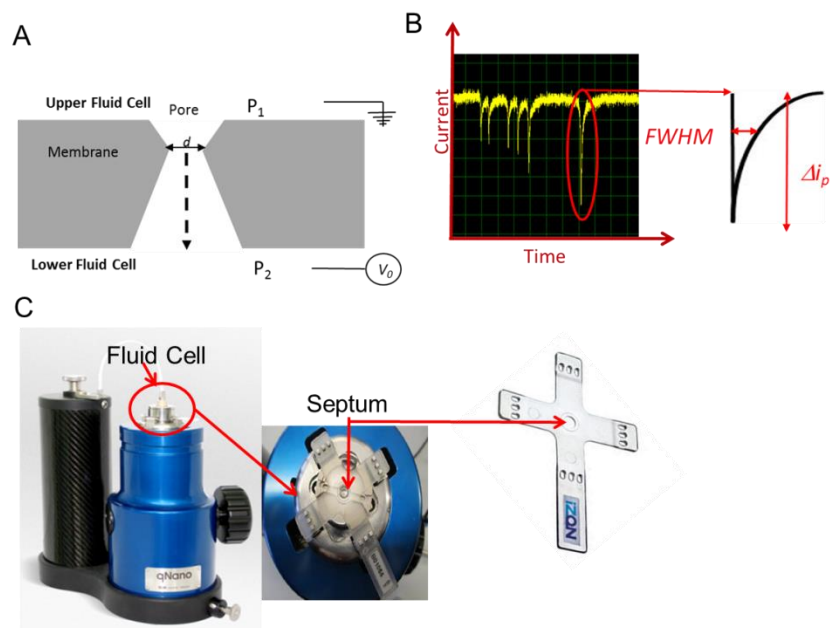 A
Upper Fluid Cell
Pore
P1
d
Membrane
Lower Fluid Cell
P2
V0
B
Current
FWHM
Δip
Time
C
Fluid Cell
Septum
qNano
IZON